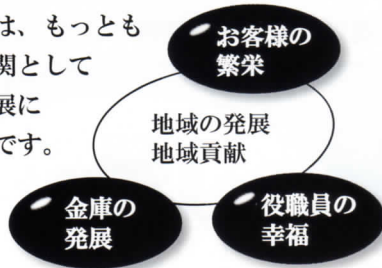 は、もっとも
関として
展に
です。
お客様の
繁栄
地域の発展
地域貢献
金庫の
発展
役職員の
幸福